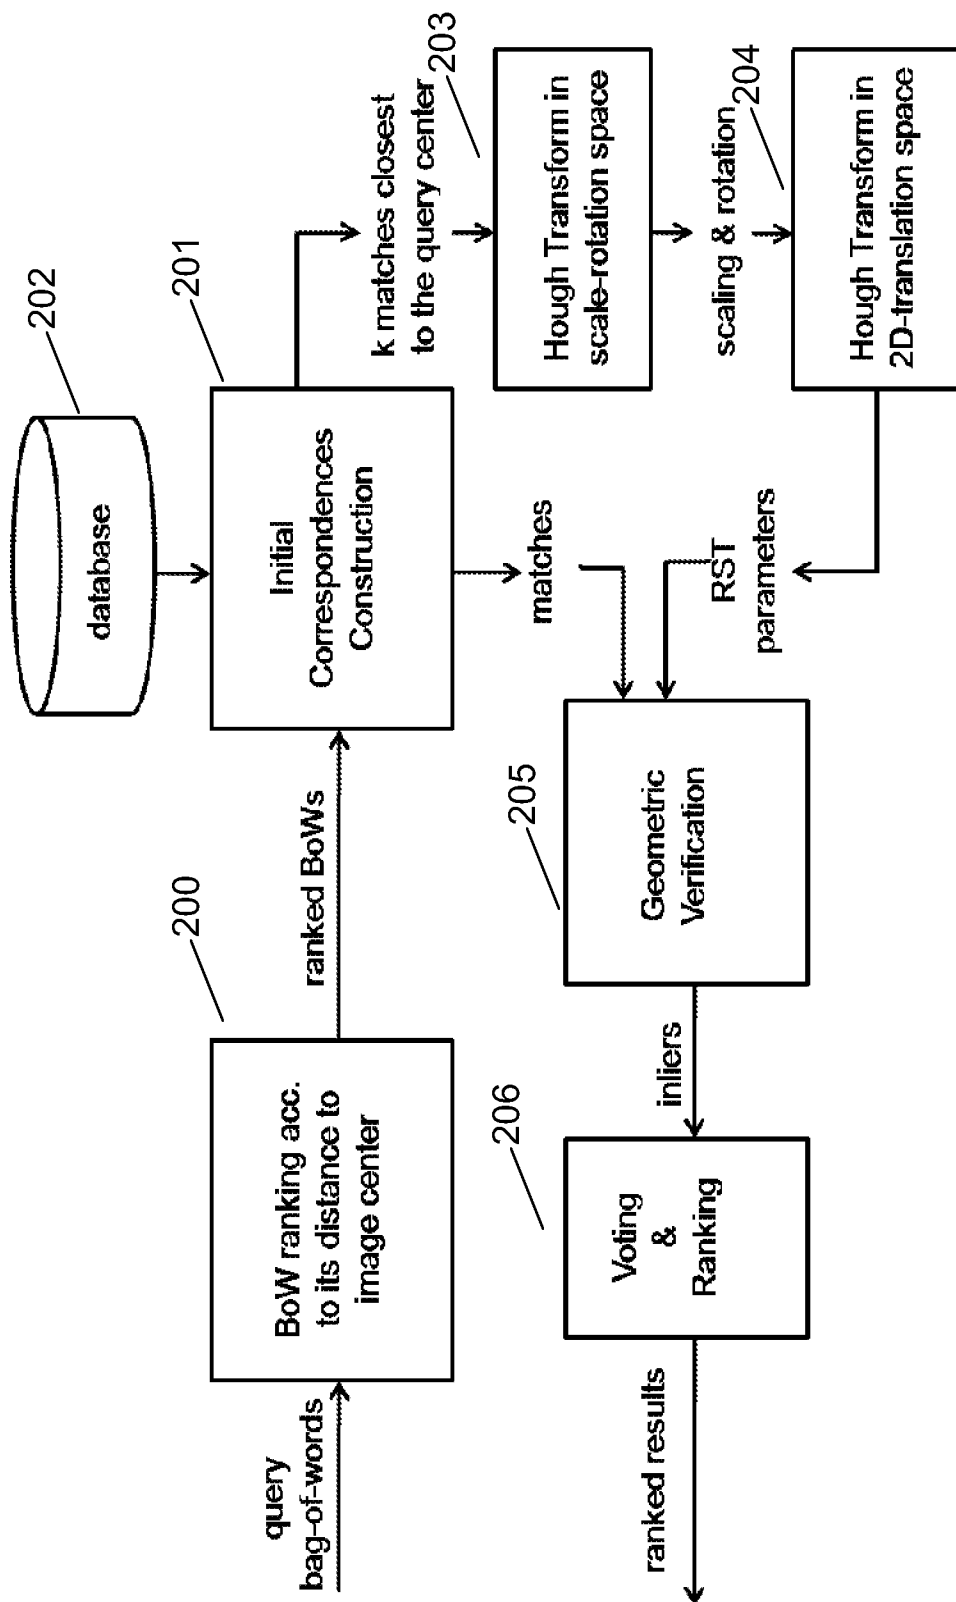 202
database
query
bag-of-words
200
BoW ranking acc.
to its distance to
image center
ranked BoWs
201
Initial
Correspondences
Construction
k matches closest
to the query center
203
Hough Transform in
scale-rotation space
scaling & rotation
204
Hough Transform in
2D-translation space
matches
RST
parameters
205
Geometric
Verification
inliers
206
Voting
&
Ranking
ranked results